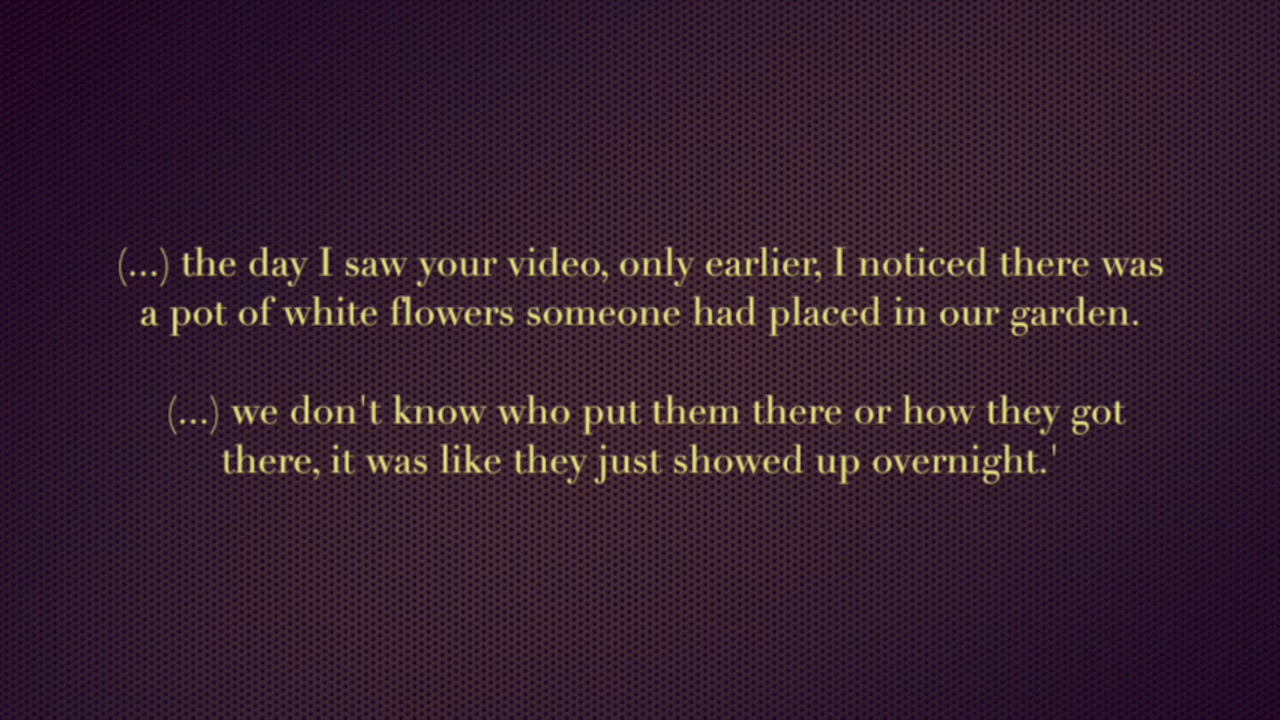 (...) the day I saw your video, only earlier, I noticed there was
a pot of white flowers someone had placed in our garden.
(...) we don't know who put them there or how they got
there, it was like they just showed up overnight.'